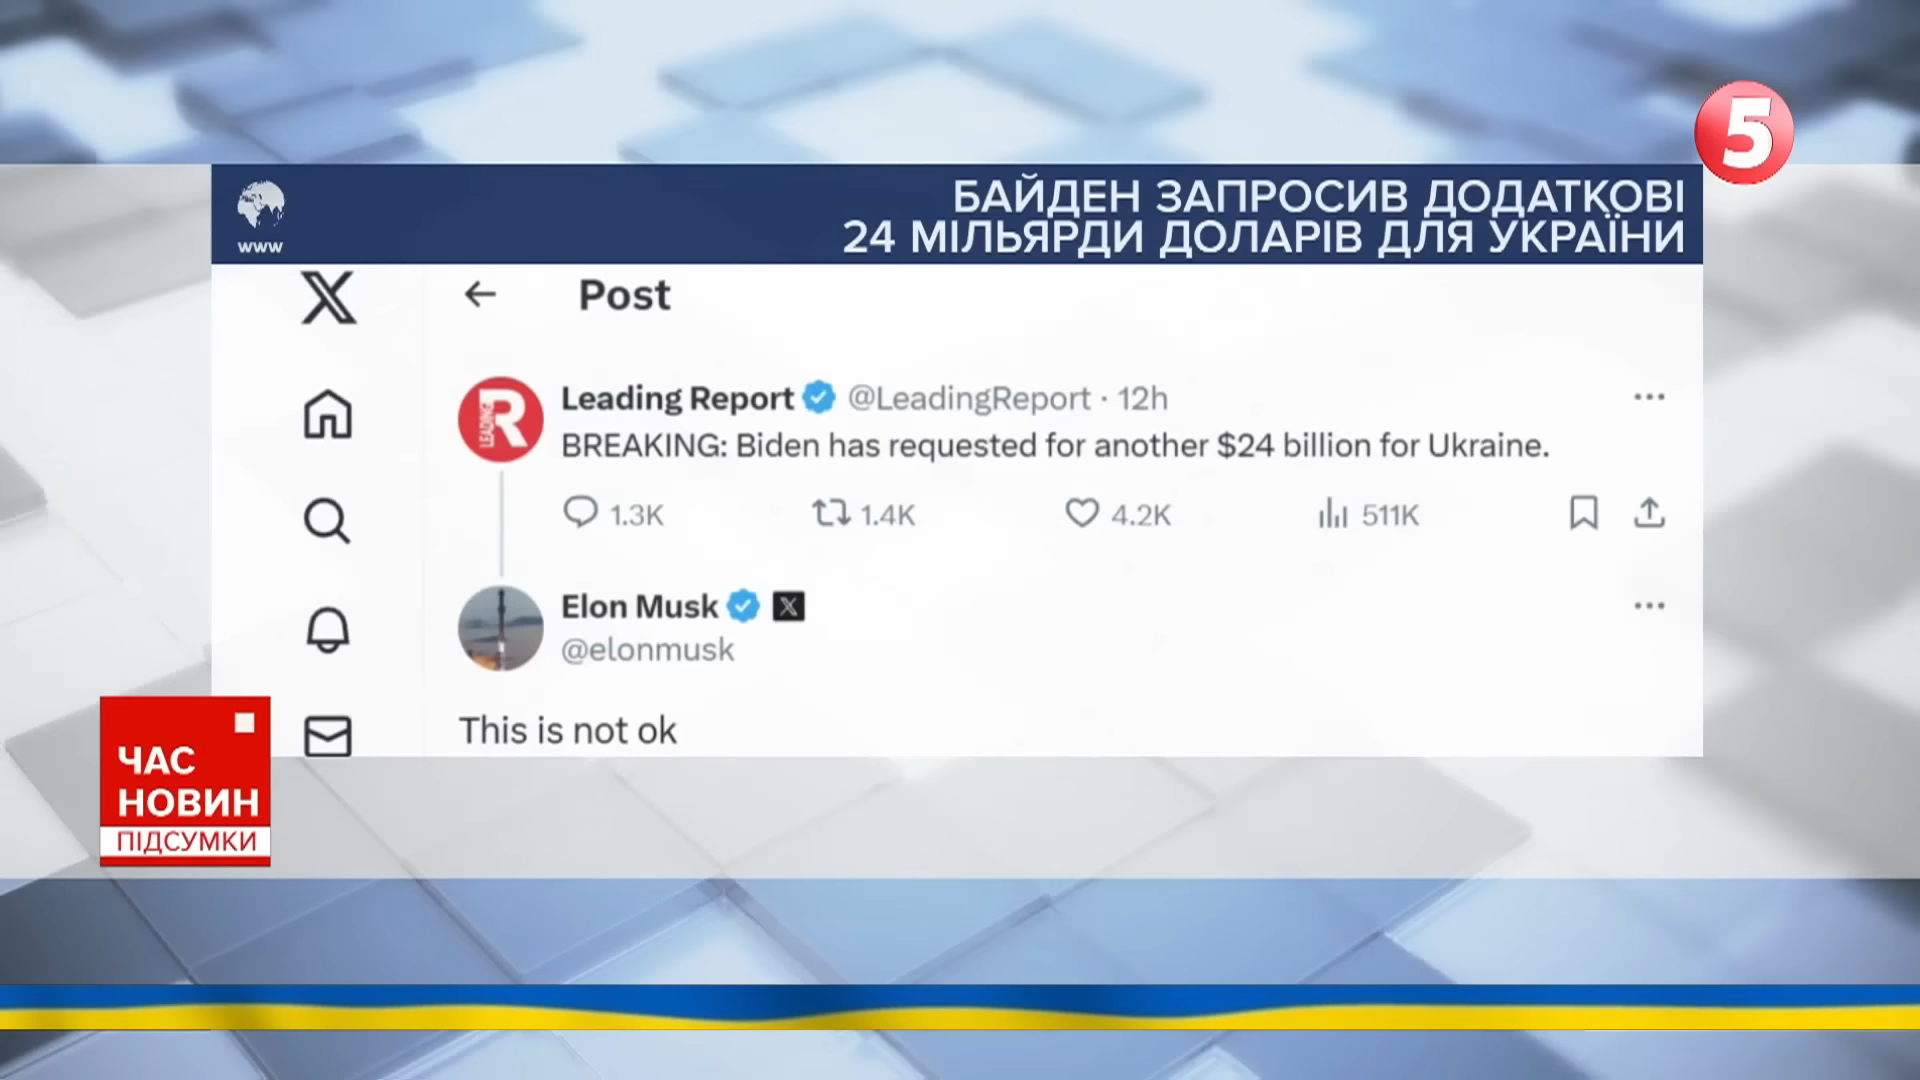 5
БАЙДЕН ЗАПРОСИВ ДОДАТКОВІ
24 МІЛЬЯРДИ ДОЛАРІВ ДЛЯ УКРАЇНИ
www
X
Post
LEADING R
Leading Report @LeadingReport · 12h
BREAKING: Biden has requested for another $24 billion for Ukraine.
1.3K 1.4K 4.2K 511K
Elon Musk X
@elonmusk
This is not ok
ЧАС
НОВИН
ПІДСУМКИ